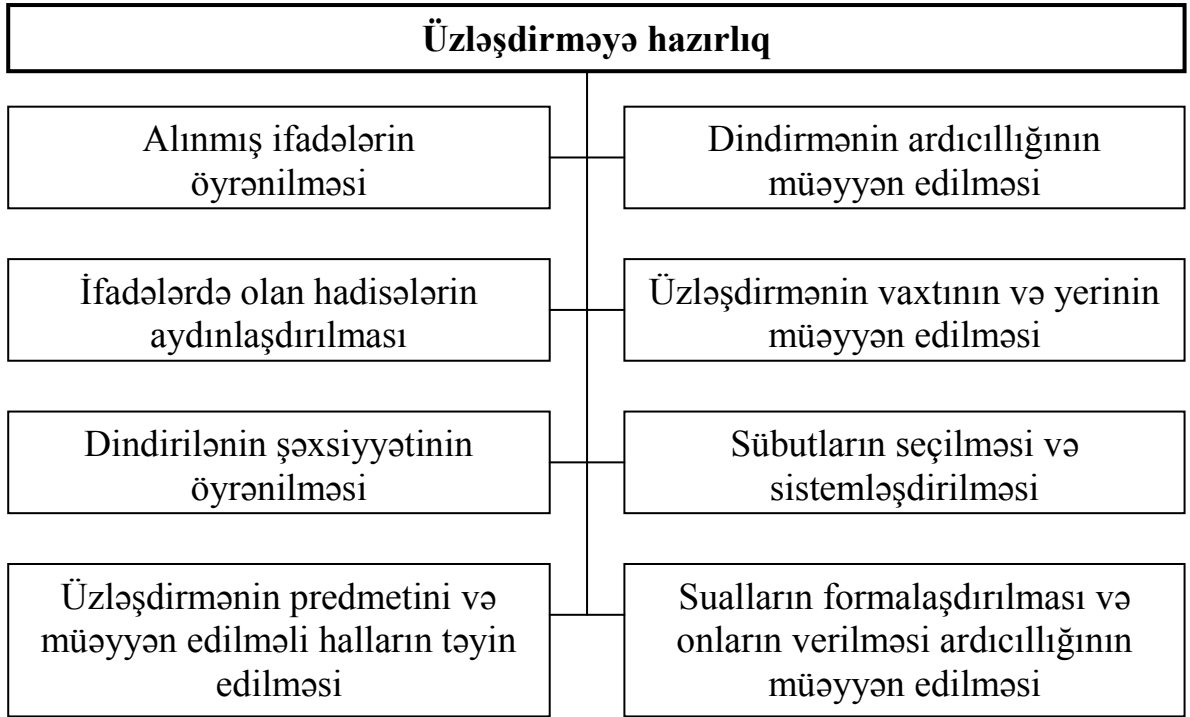 Üzləşdirməyə hazırlıq
Alınmış ifadələrin
öyrənilməsi
Dindirmənin ardıcıllığının
müəyyən edilməsi
İfadələrdə olan hadisələrin
aydınlaşdırılması
Üzləşdirmənin vaxtının və yerinin
müəyyən edilməsi
Dindirilənin şəxsiyyətinin
öyrənilməsi
Sübutların seçilməsi və
sistemləşdirilməsi
Üzləşdirmənin predmetini və
müəyyən edilməli halların təyin
edilməsi
Sualların formalaşdırılması və
onların verilməsi ardıcıllığının
müəyyən edilməsi